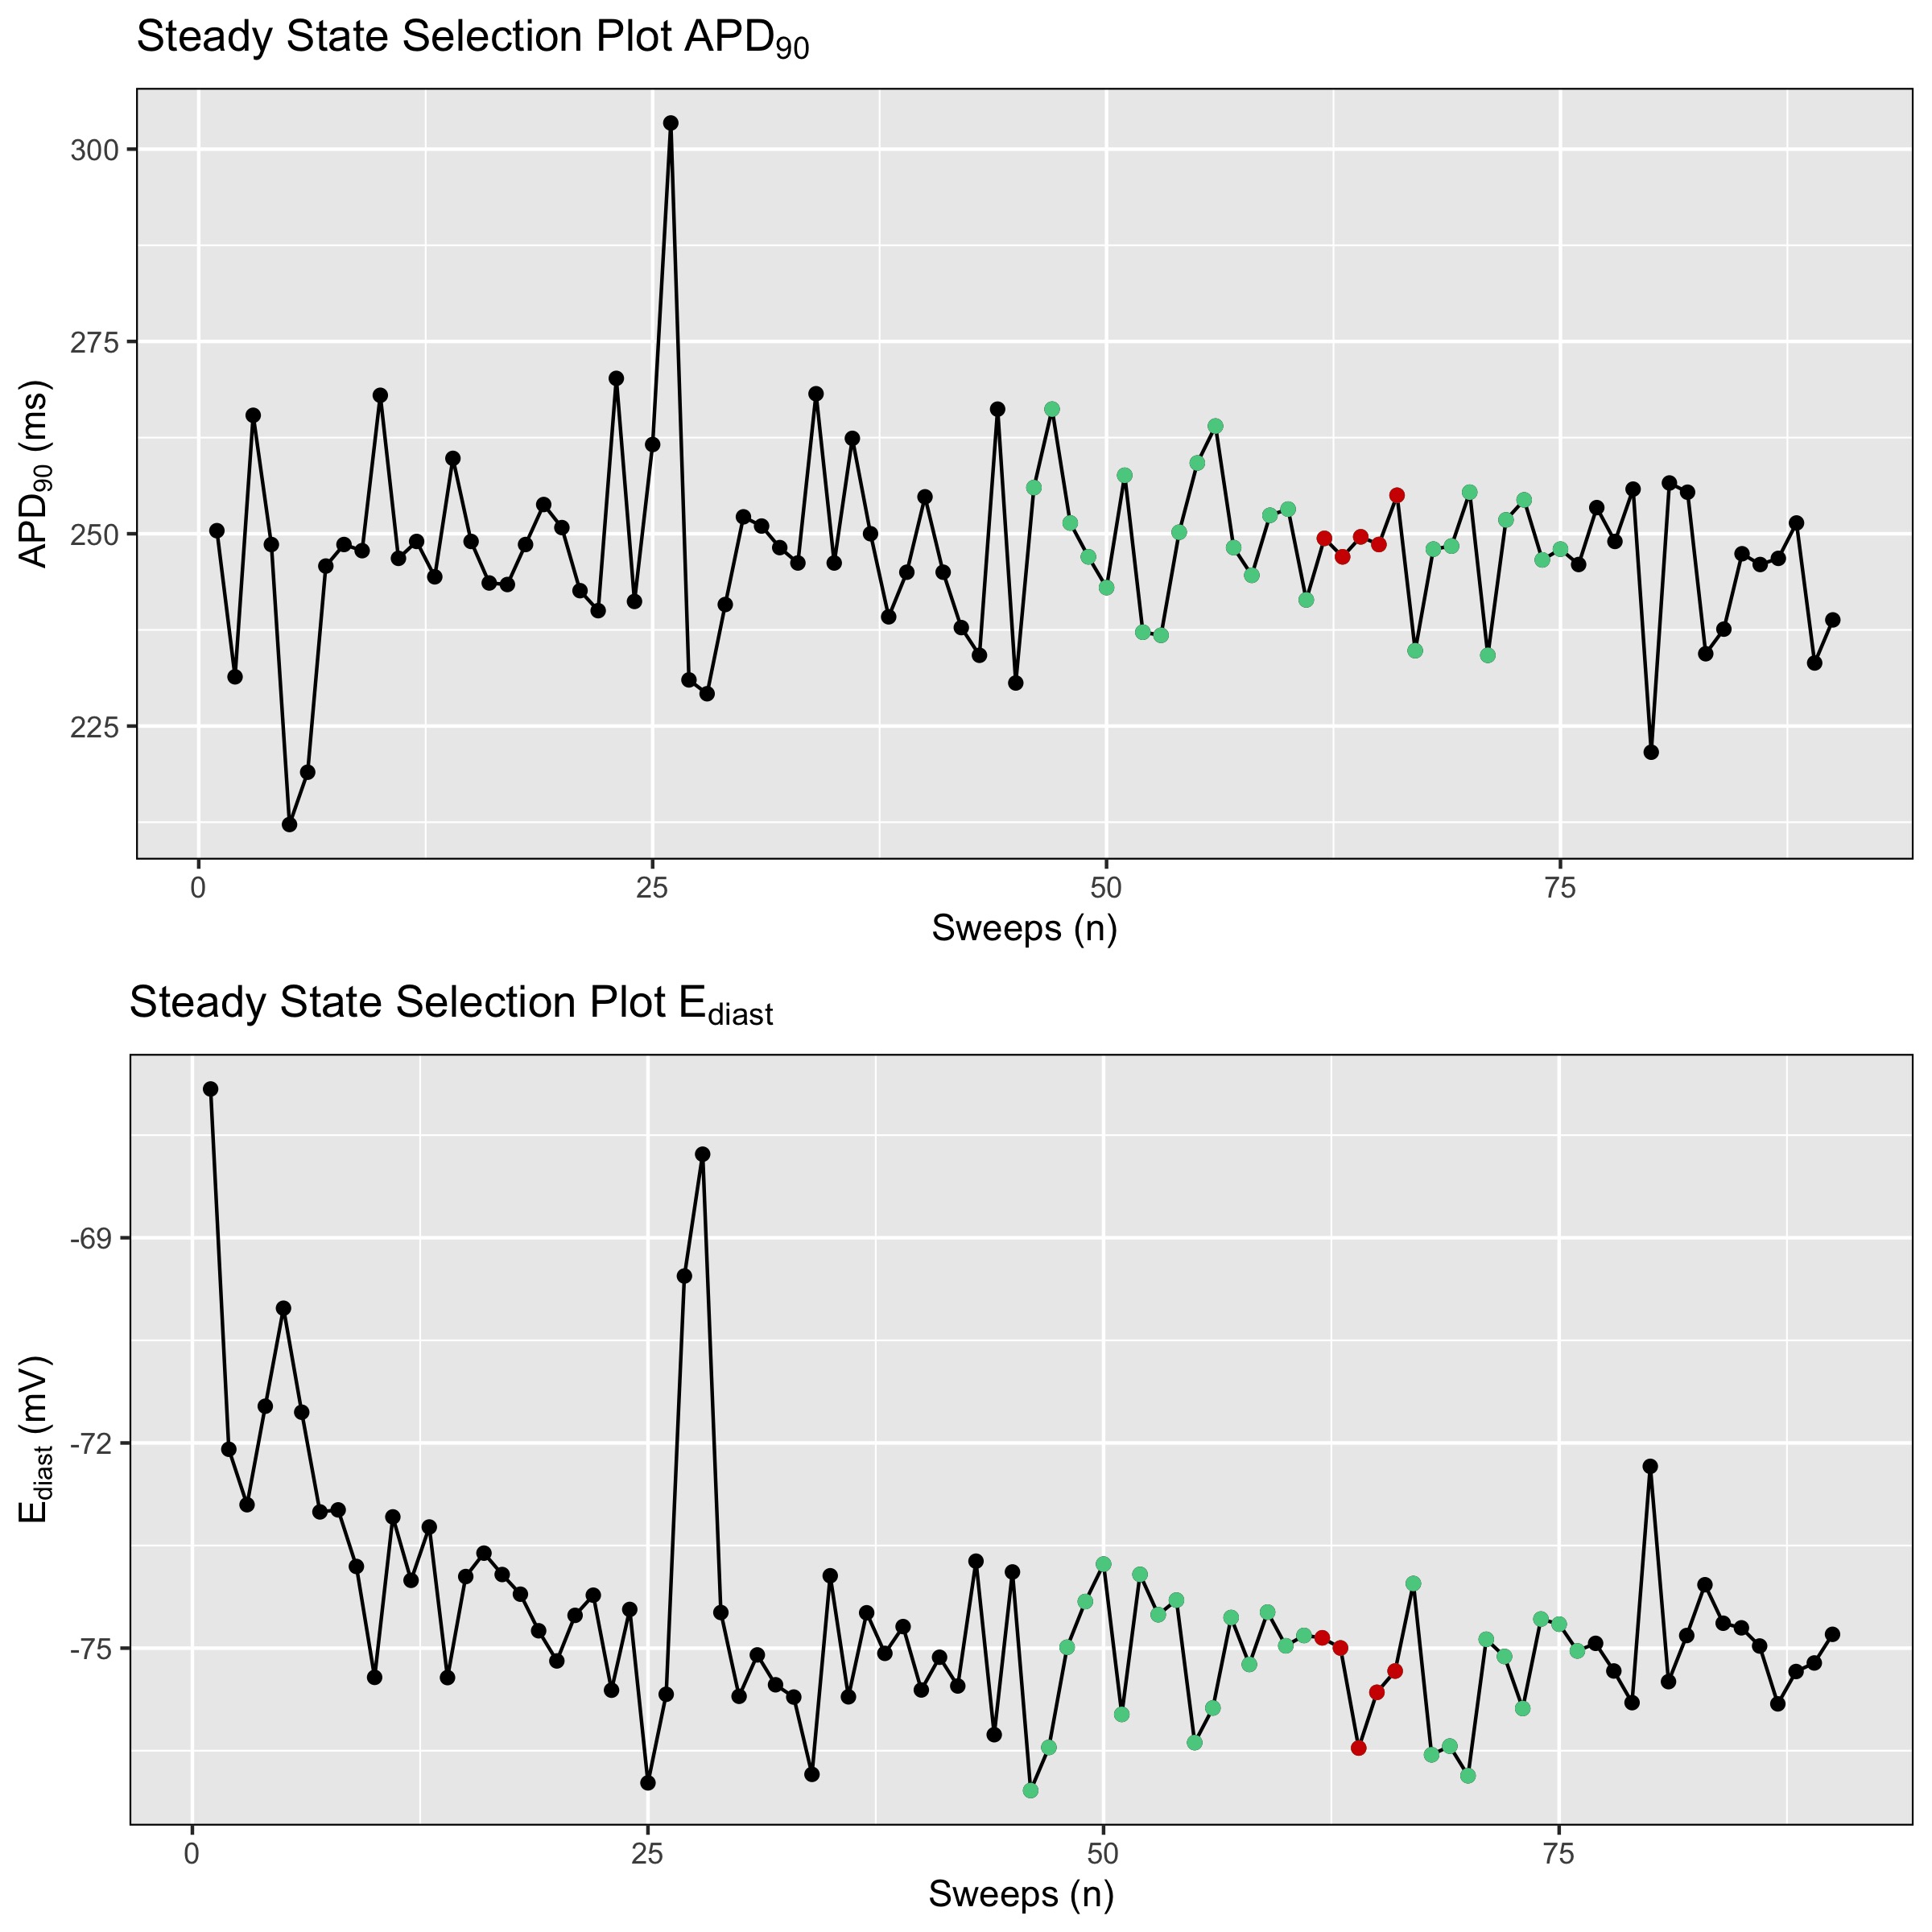 Steady State Selection Plot APD90
300
275
250
225
APD90 (ms)
0 25 50 75
Sweeps (n)
Steady State Selection Plot Ediast
-69
-72
-75
Ediast (mV)
0 25 50 75
Sweeps (n)